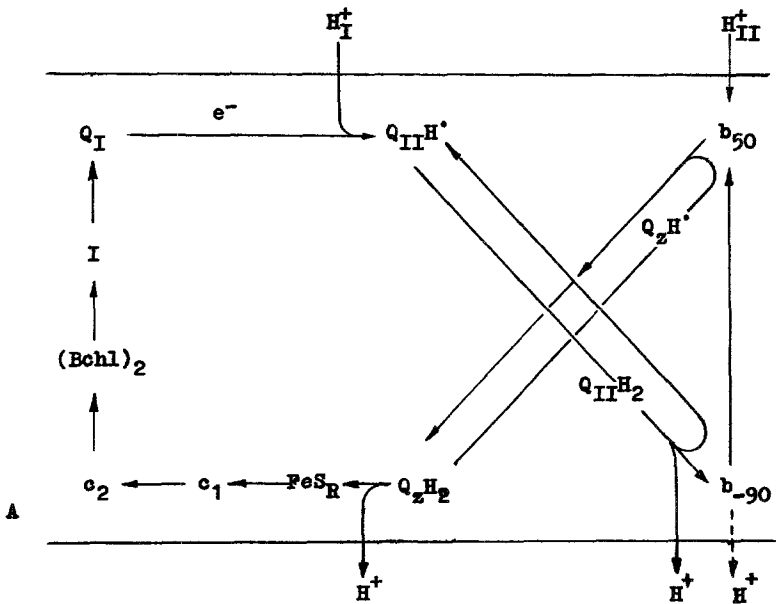 H⁺I H⁺II
e⁻
QI QIIH• b50
QzH•
I
(Bchl)2
QIIH2
c2 c1 FeSR QzH2 b-90
A
H⁺ H⁺ H⁺